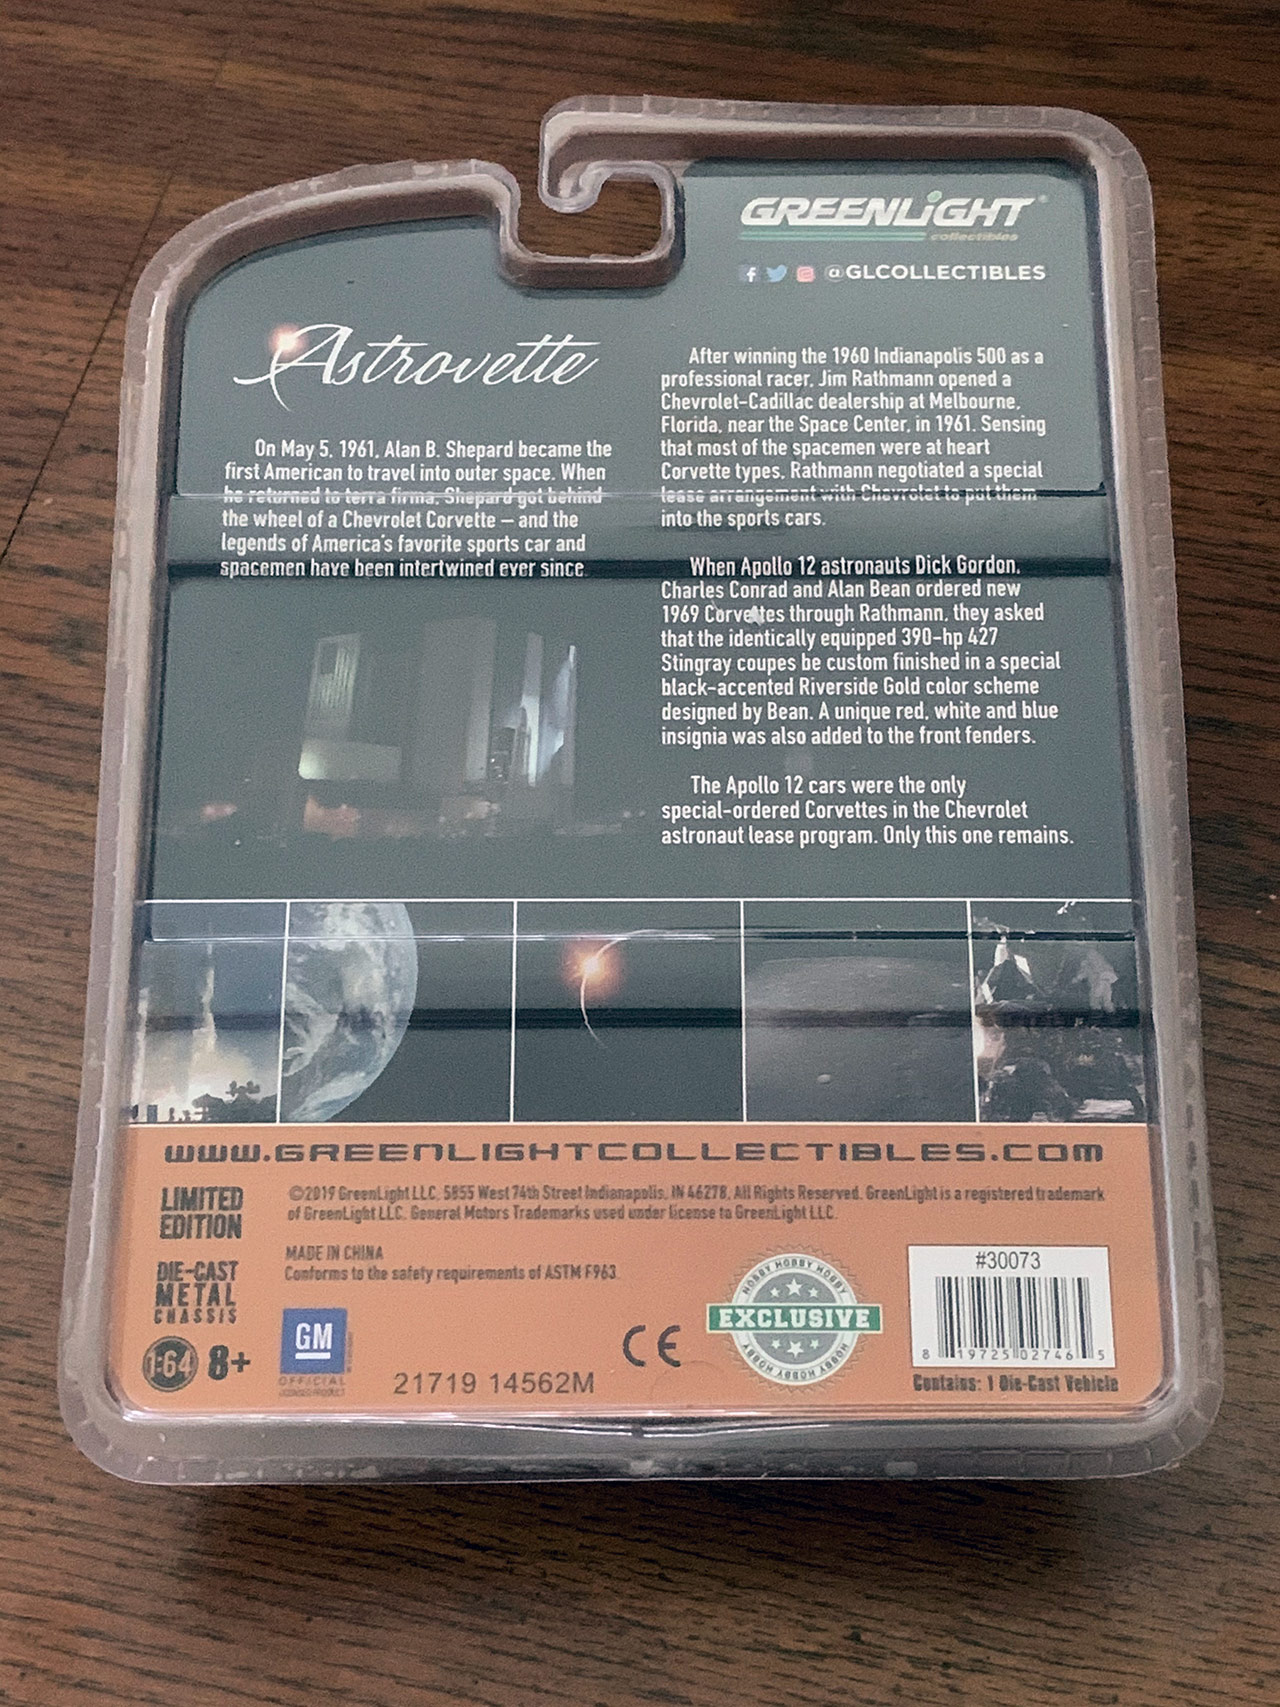 GREENLIGHT®
collectibles
@GLCOLLECTIBLES
Astrovette
On May 5, 1961, Alan B. Shepard became the
first American to travel into outer space. When
he returned to terra firma, Shepard got behind
the wheel of a Chevrolet Corvette – and the
legends of America's favorite sports car and
spacemen have been intertwined ever since.
After winning the 1960 Indianapolis 500 as a
professional racer, Jim Rathmann opened a
Chevrolet-Cadillac dealership at Melbourne,
Florida, near the Space Center, in 1961. Sensing
that most of the spacemen were at heart
Corvette types, Rathmann negotiated a special
lease arrangement with Chevrolet to put them
into the sports cars.
When Apollo 12 astronauts Dick Gordon,
Charles Conrad and Alan Bean ordered new
1969 Corvettes through Rathmann, they asked
that the identically equipped 390-hp 427
Stingray coupes be custom finished in a special
black-accented Riverside Gold color scheme
designed by Bean. A unique red, white and blue
insignia was also added to the front fenders.
The Apollo 12 cars were the only
special-ordered Corvettes in the Chevrolet
astronaut lease program. Only this one remains.
WWW.GREENLIGHTCOLLECTIBLES.COM
LIMITED
EDITION
DIE-CAST
METAL
CHASSIS
1:64 8+
©2019 GreenLight LLC, 5855 West 74th Street Indianapolis, IN 46278, All Rights Reserved. GreenLight is a registered trademark
of GreenLight LLC. General Motors Trademarks used under license to GreenLight LLC.
MADE IN CHINA
Conforms to the safety requirements of ASTM F963
GM
OFFICIAL
LICENSED PRODUCT
21719 14562M
CE
HOBBY HOBBY HOBBY
EXCLUSIVE
HOBBY HOBBY HOBBY
#30073
8 19725 02746 5
Contains: 1 Die-Cast Vehicle